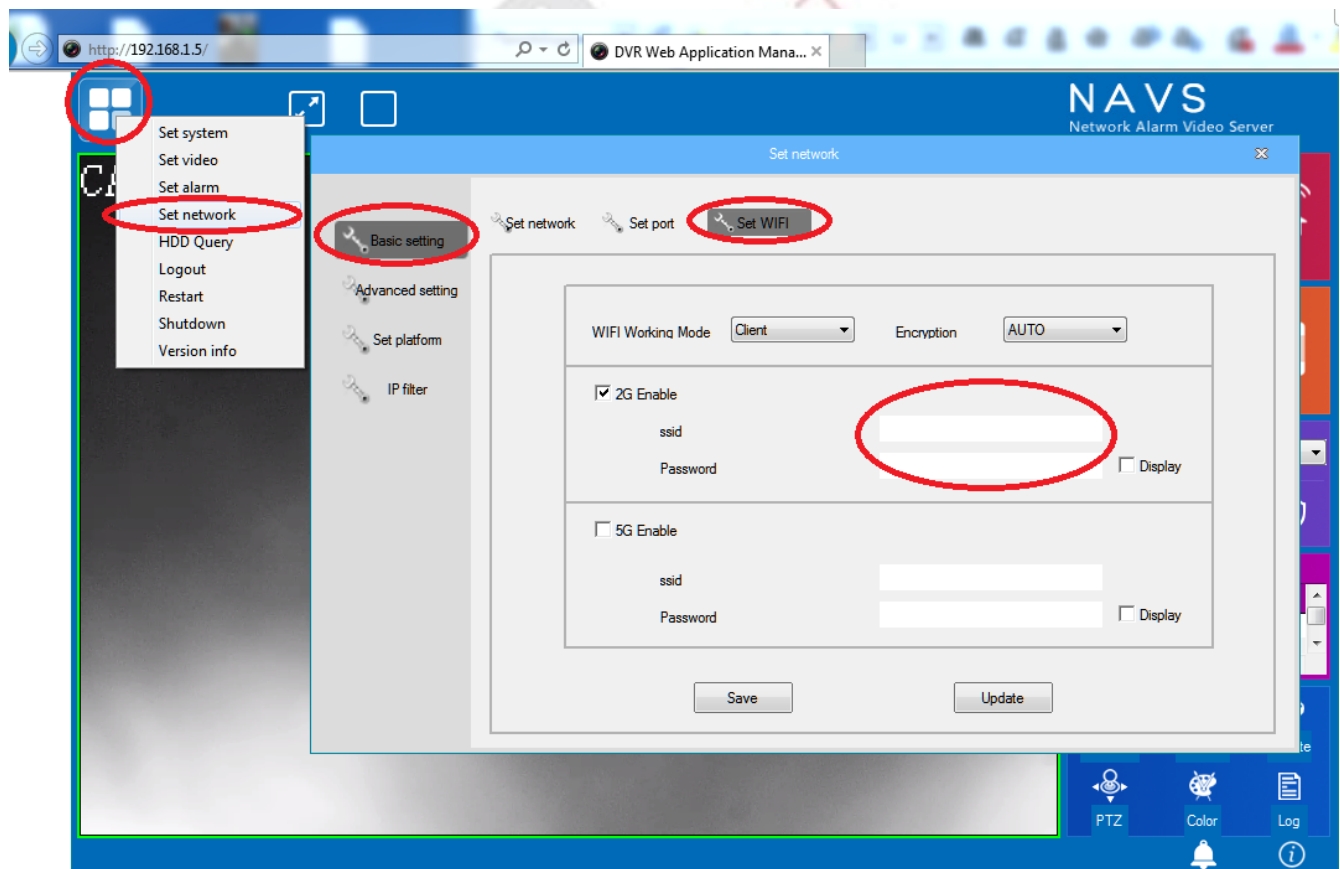 http://192.168.1.5/
DVR Web Application Mana...
NAVS
Network Alarm Video Server
Set system
Set video
Set alarm
Set network
HDD Query
Logout
Restart
Shutdown
Version info
Set network
Basic setting
Advanced setting
Set platform
IP filter
Set network Set port Set WIFI
WIFI Working Mode Client Encryption AUTO
2G Enable
ssid
Password Display
5G Enable
ssid
Password Display
Save Update
PTZ Color Log